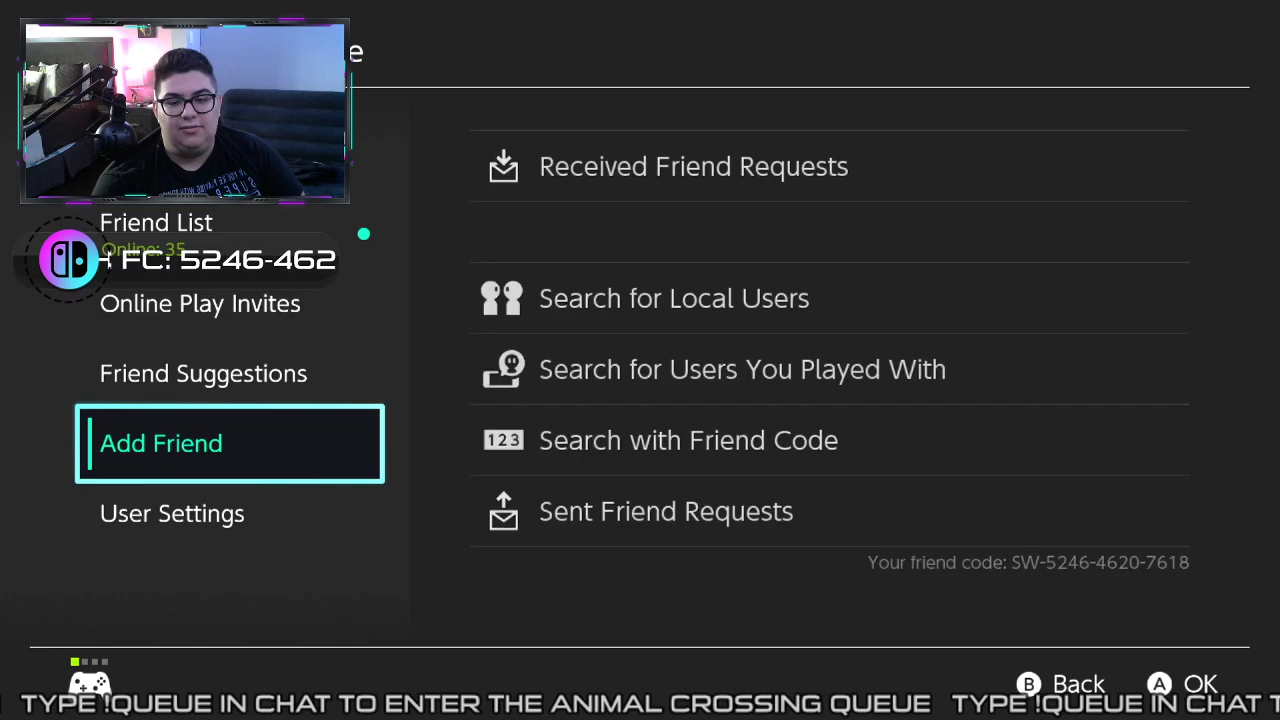 e
Friend List
Online: 35
FC: 5246-462
Online Play Invites
Friend Suggestions
Add Friend
User Settings
Received Friend Requests
Search for Local Users
Search for Users You Played With
123 Search with Friend Code
Sent Friend Requests
Your friend code: SW-5246-4620-7618
B Back A OK
TYPE !QUEUE IN CHAT TO ENTER THE ANIMAL CROSSING QUEUE TYPE !QUEUE IN CHAT T